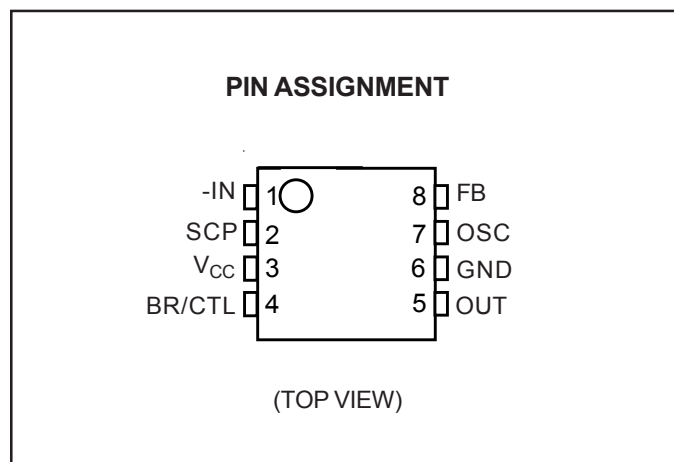 PIN ASSIGNMENT
-IN 1 8 FB
SCP 2 7 OSC
VCC 3 6 GND
BR/CTL 4 5 OUT
(TOP VIEW)